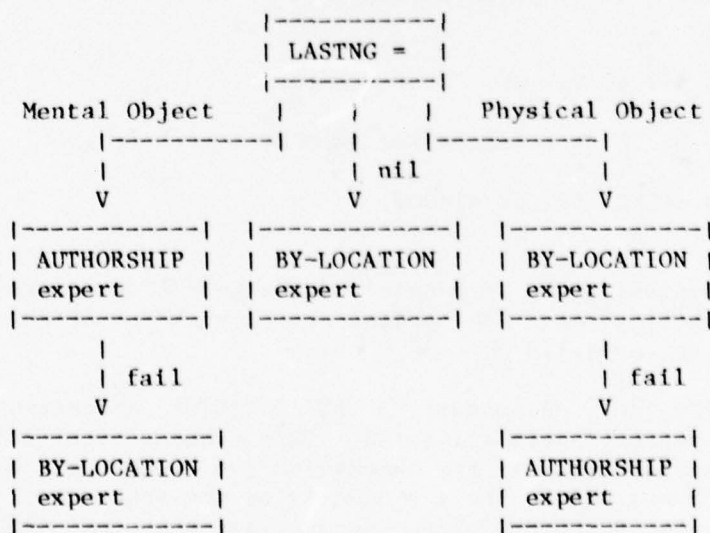 LASTNG =
Mental Object Physical Object
nil
V V V
AUTHORSHIP expert BY-LOCATION expert BY-LOCATION expert
fail fail
V V
BY-LOCATION expert AUTHORSHIP expert